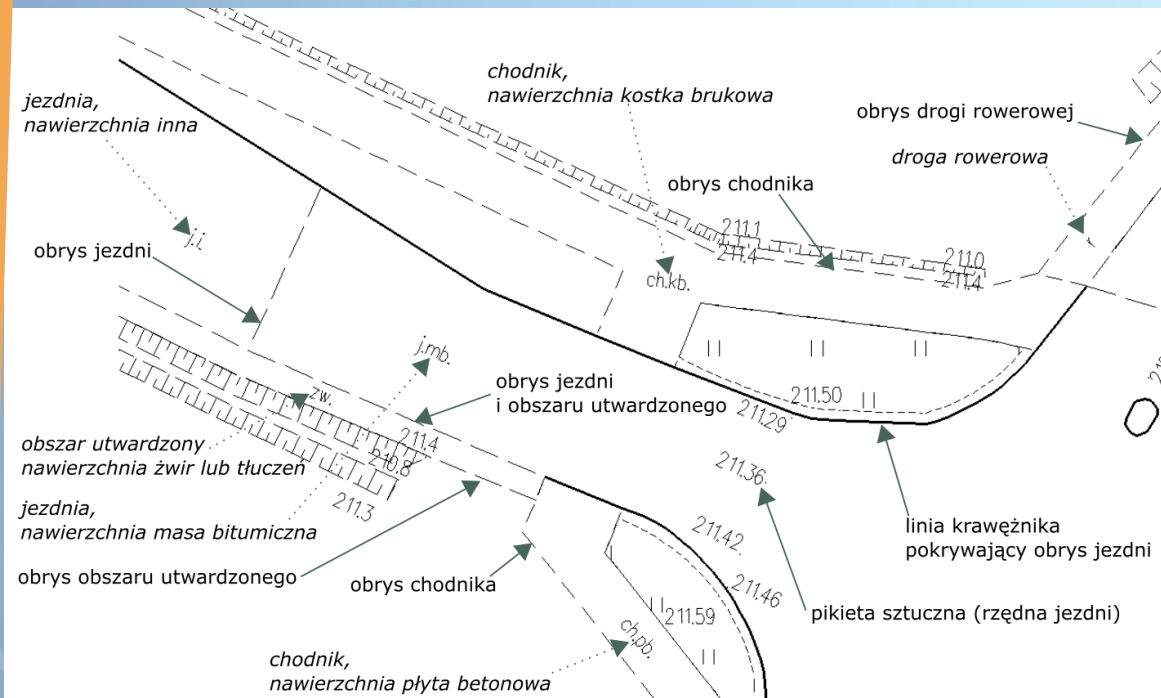 chodnik,
nawierzchnia kostka brukowa
jezdnia,
nawierzchnia inna
obrys drogi rowerowej
droga rowerowa
obrys chodnika
211.1
211.4
211.0
211.4
j.i.
obrys jezdni
ch.kb.
j.mb.
obrys jezdni
i obszaru utwardzonego
211.50
211.29
zw.
obszar utwardzony
nawierzchnia żwir lub tłuczeń
211.4
210.8
211.3
211.36
jezdnia,
nawierzchnia masa bitumiczna
linia krawężnika
pokrywający obrys jezdni
211.42
211.46
obrys obszaru utwardzonego
obrys chodnika
pikieta sztuczna (rzędna jezdni)
211.59
ch.pb.
chodnik,
nawierzchnia płyta betonowa